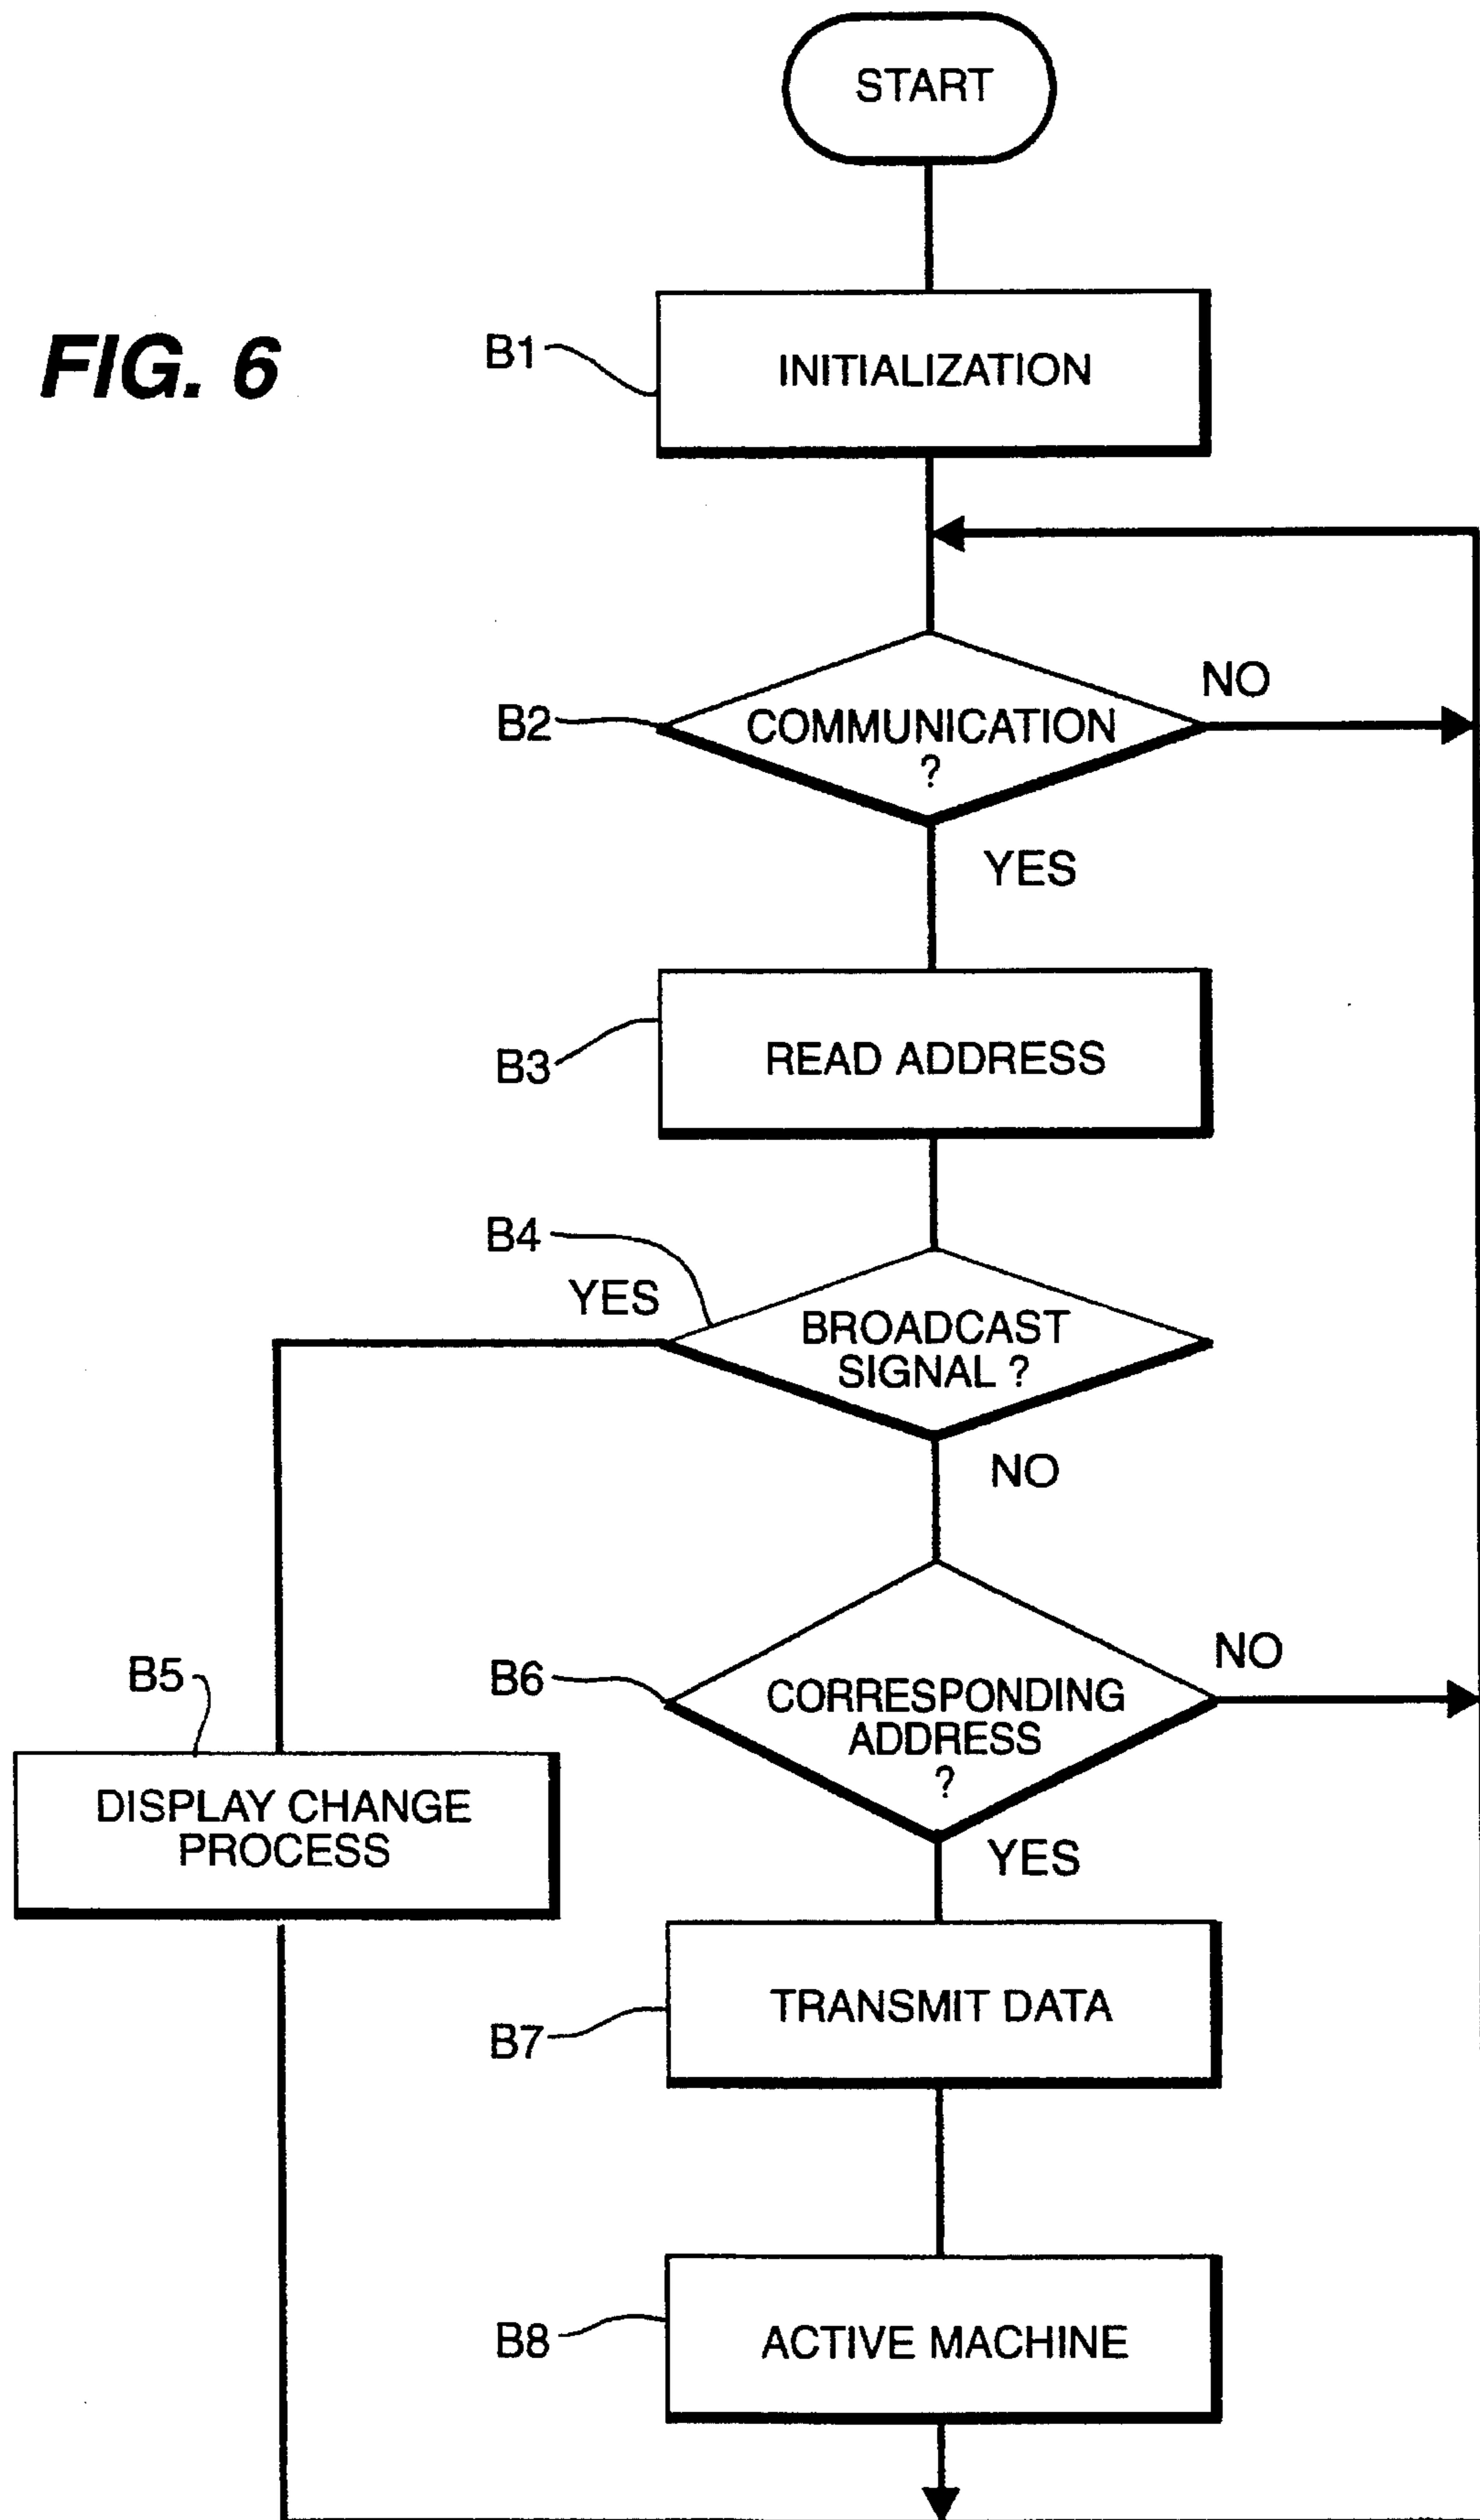 START
FIG. 6
B1
INITIALIZATION
B2
COMMUNICATION
?
NO
YES
B3
READ ADDRESS
B4
YES
BROADCAST
SIGNAL ?
NO
B5
DISPLAY CHANGE
PROCESS
B6
CORRESPONDING
ADDRESS
?
NO
YES
B7
TRANSMIT DATA
B8
ACTIVE MACHINE